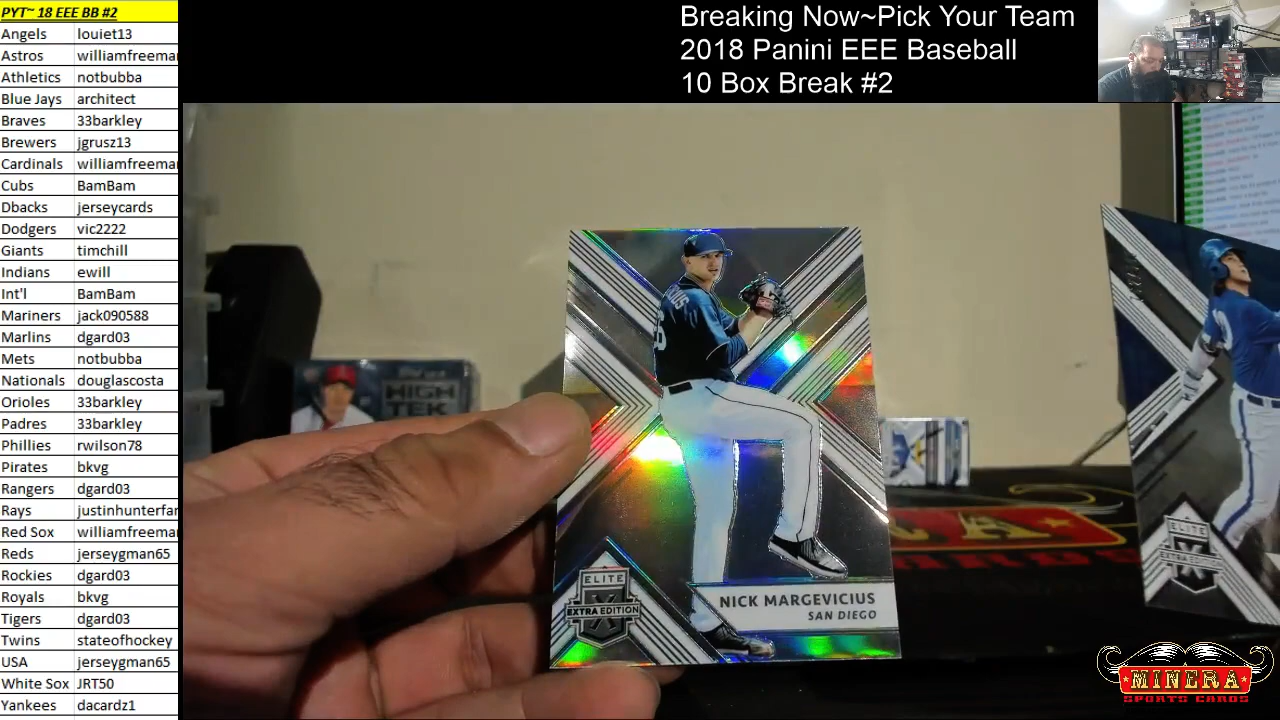 PYT~ 18 EEE BB #2
Angels louiet13
Astros williamfreema
Athletics notbubba
Blue Jays architect
Braves 33barkley
Brewers jgrusz13
Cardinals williamfreema
Cubs BamBam
Dbacks jerseycards
Dodgers vic2222
Giants timchill
Indians ewill
Int'l BamBam
Mariners jack090588
Marlins dgard03
Mets notbubba
Nationals douglascosta
Orioles 33barkley
Padres 33barkley
Phillies rwilson78
Pirates bkvg
Rangers dgard03
Rays justinhunterfar
Red Sox williamfreema
Reds jerseygman65
Rockies dgard03
Royals bkvg
Tigers dgard03
Twins stateofhockey
USA jerseygman65
White Sox JRT50
Yankees dacardz1
Breaking Now~Pick Your Team
2018 Panini EEE Baseball
10 Box Break #2
HIGH
TEK
ELITE
EXTRA EDITION
NICK MARGEVICIUS
SAN DIEGO
ELITE
EXTRA EDITION
MINERA
SPORTS CARDS